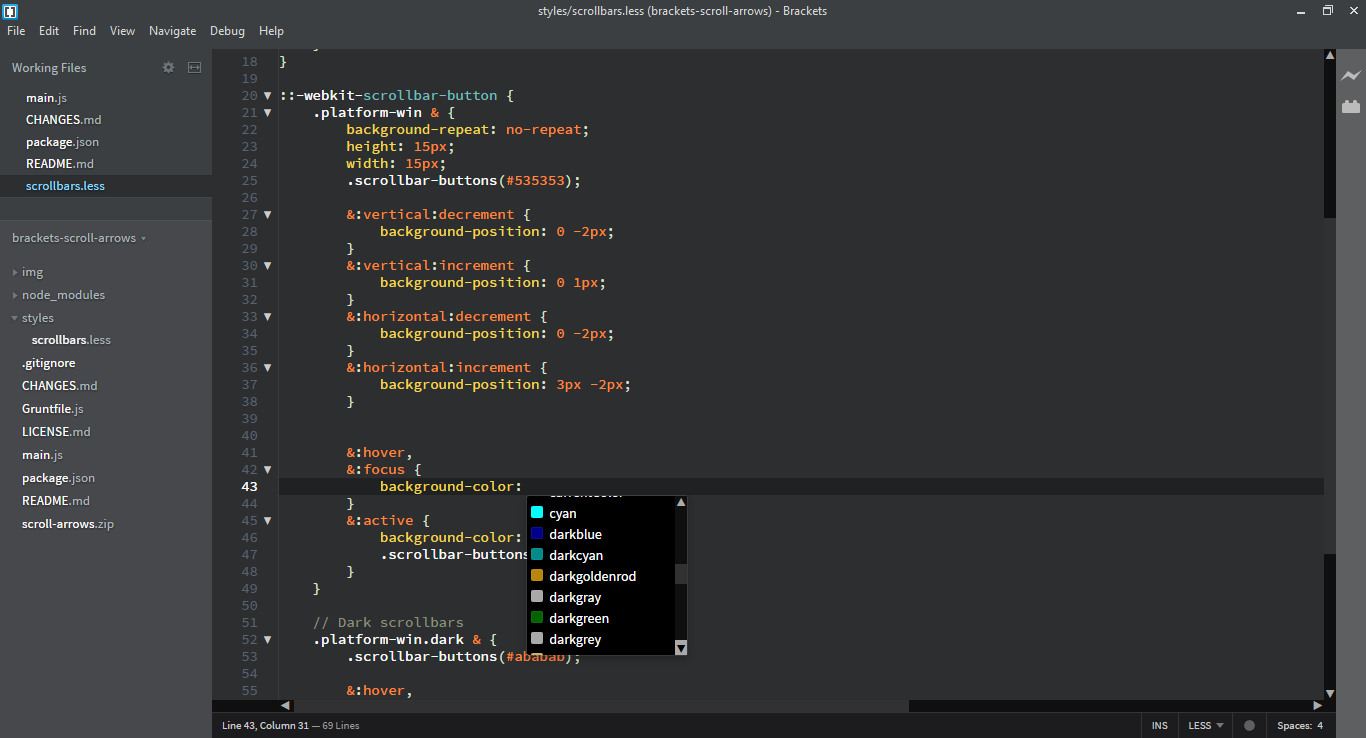 styles/scrollbars.less (brackets-scroll-arrows) - Brackets
File Edit Find View Navigate Debug Help
Working Files
main.js
CHANGES.md
package.json
README.md
scrollbars.less
brackets-scroll-arrows
img
node_modules
styles
scrollbars.less
.gitignore
CHANGES.md
Gruntfile.js
LICENSE.md
main.js
package.json
README.md
scroll-arrows.zip
18 }
19
20 ::-webkit-scrollbar-button {
21 .platform-win & {
22 background-repeat: no-repeat;
23 height: 15px;
24 width: 15px;
25 .scrollbar-buttons(#535353);
26
27 &:vertical:decrement {
28 background-position: 0 -2px;
29 }
30 &:vertical:increment {
31 background-position: 0 1px;
32 }
33 &:horizontal:decrement {
34 background-position: 0 -2px;
35 }
36 &:horizontal:increment {
37 background-position: 3px -2px;
38 }
39
40
41 &:hover,
42 &:focus {
43 background-color:
44 }
45 &:active {
46 background-color:
47 .scrollbar-buttons
48 }
49 }
50
51 // Dark scrollbars
52 .platform-win.dark & {
53 .scrollbar-buttons(#ababab);
54
55 &:hover,
cyan
darkblue
darkcyan
darkgoldenrod
darkgray
darkgreen
darkgrey
Line 43, Column 31 — 69 Lines
INS LESS Spaces: 4